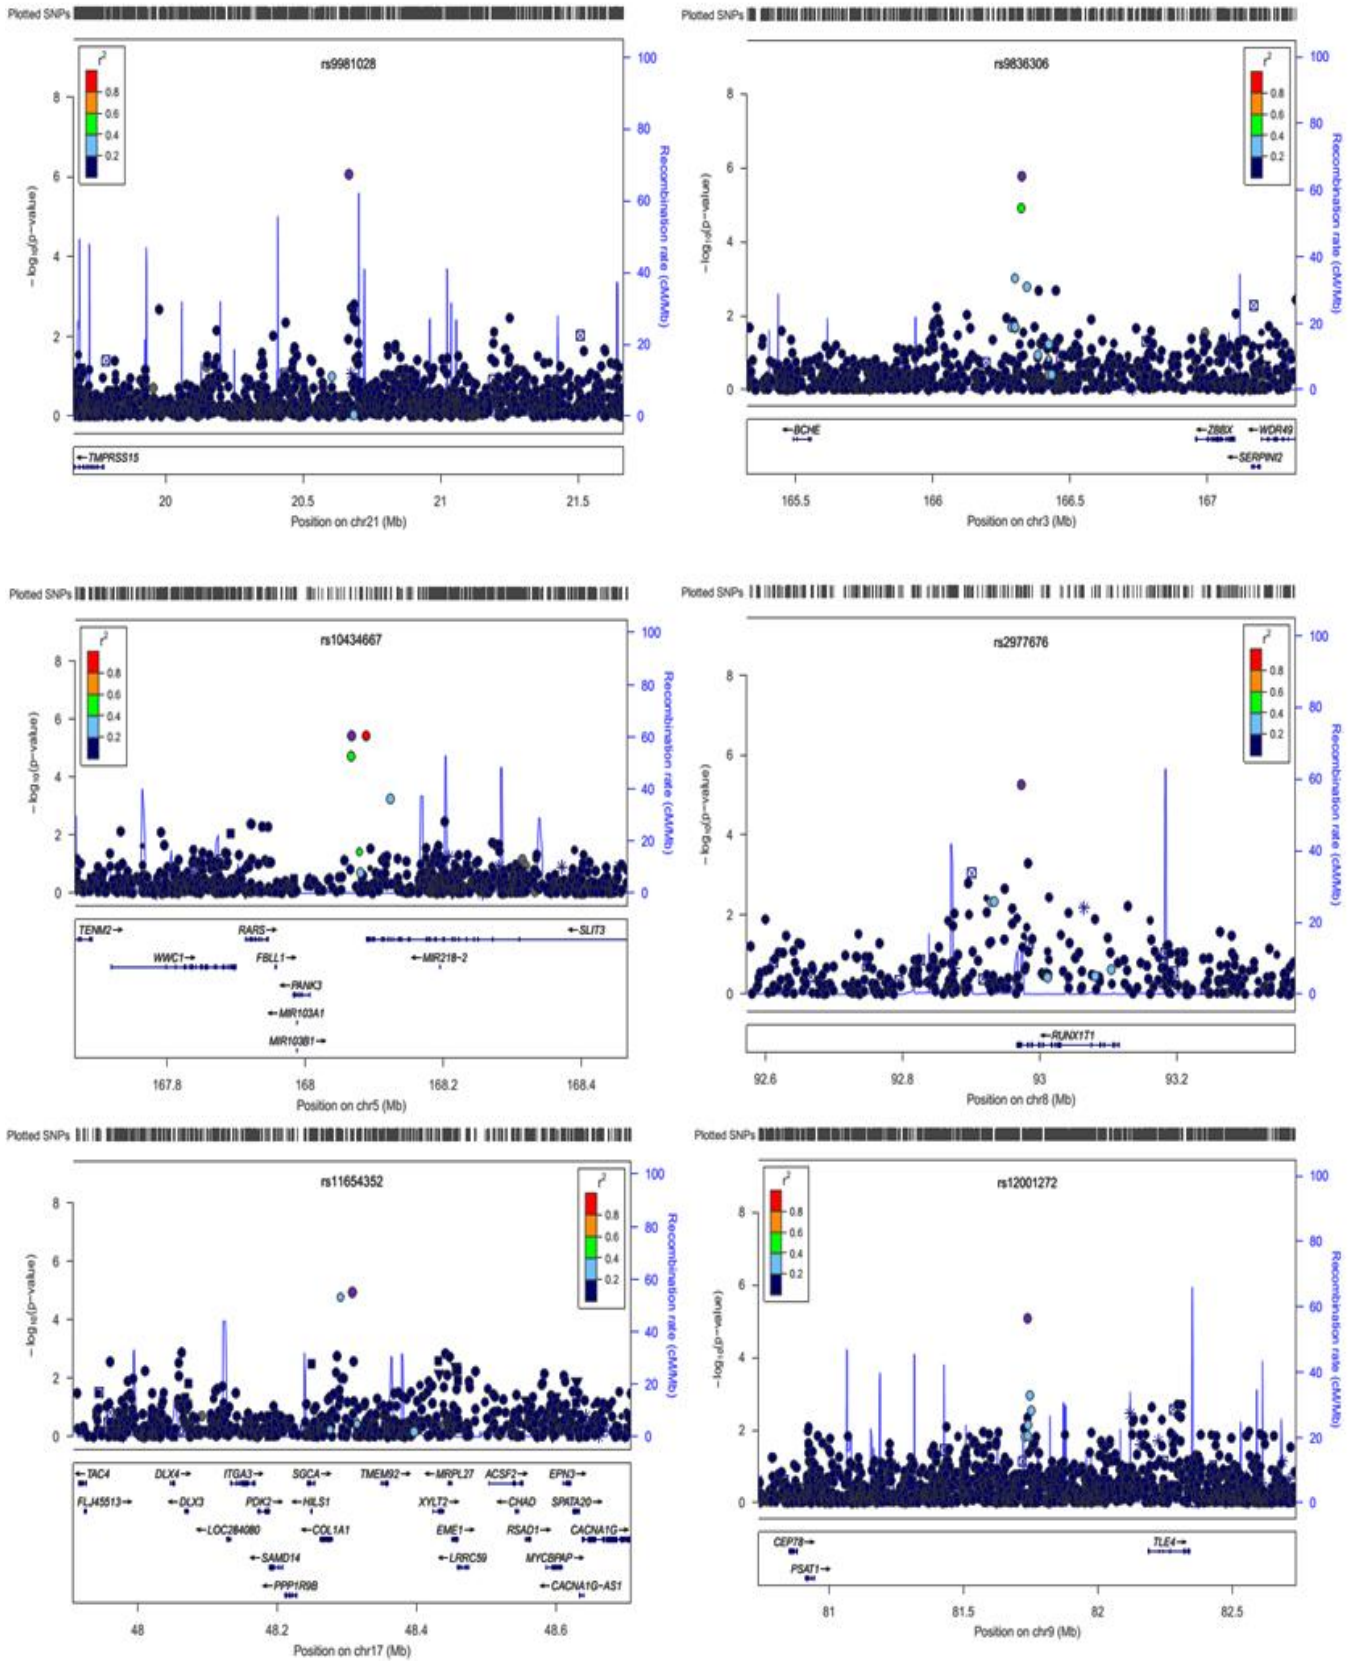 Plotted SNPs
rs9981028
r²
0.8
0.6
0.4
0.2
8
6
4
2
0
−log10(p−value)
100
80
60
40
20
0
Recombination rate (cM/Mb)
←TMPRSS15
20 20.5 21 21.5
Position on chr21 (Mb)
Plotted SNPs
rs9836306
r²
0.8
0.6
0.4
0.2
8
6
4
2
0
−log10(p−value)
100
80
60
40
20
0
Recombination rate (cM/Mb)
←BCHE ←ZBBX ←WDR49
←SERPINI2
165.5 166 166.5 167
Position on chr3 (Mb)
Plotted SNPs
rs10434667
r²
0.8
0.6
0.4
0.2
8
6
4
2
0
−log10(p−value)
100
80
60
40
20
0
Recombination rate (cM/Mb)
TENM2→ RARS→ ←SLIT3
WWC1→ FBLL1→ ←MIR218−2
←PANK3
←MIR103A1
MIR103B1→
167.8 168 168.2 168.4
Position on chr5 (Mb)
Plotted SNPs
rs2977676
r²
0.8
0.6
0.4
0.2
8
6
4
2
0
−log10(p−value)
100
80
60
40
20
0
Recombination rate (cM/Mb)
←RUNX1T1
92.6 92.8 93 93.2
Position on chr8 (Mb)
Plotted SNPs
rs11654352
r²
0.8
0.6
0.4
0.2
8
6
4
2
0
−log10(p−value)
100
80
60
40
20
0
Recombination rate (cM/Mb)
←TAC4 DLX4→ ITGA3→ SGCA→ TMEM92→ ←MRPL27 ACSF2→ EPN3→
FLJ45513→ ←DLX3 PDK2→ ←HILS1 XYLT2→ ←CHAD SPATA20→
←LOC284080 ←COL1A1 EME1→ RSAD1→ CACNA1G→
←SAMD14 ←LRRC59 MYCBPAP→
←PPP1R9B ←CACNA1G−AS1
48 48.2 48.4 48.6
Position on chr17 (Mb)
Plotted SNPs
rs12001272
r²
0.8
0.6
0.4
0.2
8
6
4
2
0
−log10(p−value)
100
80
60
40
20
0
Recombination rate (cM/Mb)
CEP78→ TLE4→
PSAT1→
81 81.5 82 82.5
Position on chr9 (Mb)